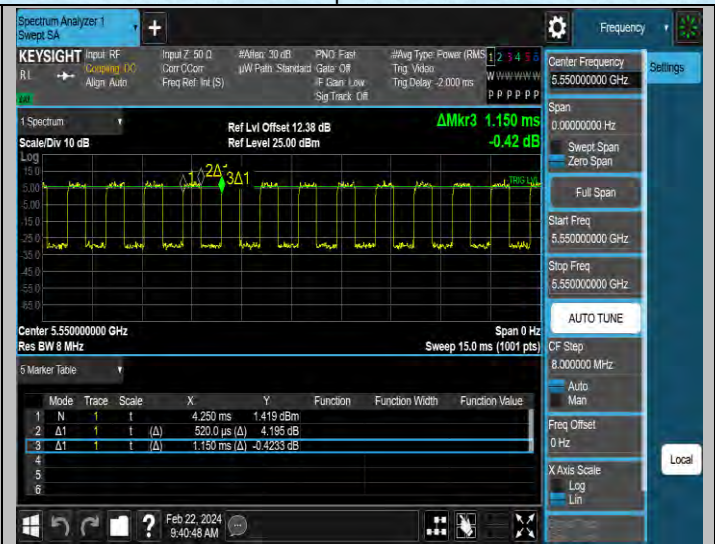 Spectrum Analyzer 1
Swept SA
+
Frequency
KEYSIGHT
Input: RF
Input Z: 50 Ω
#Atten: 30 dB
PNO: Fast
#Avg Type: Power (RMS
1 2 3 4 5 6
RL
Coupling: DC
Corr CCorr
µW Path: Standard
Gate: Off
Trig: Video
W W W W W W
Align: Auto
Freq Ref: Int (S)
IF Gain: Low
Trig Delay: -2.000 ms
P P P P P P
Sig Track: Off
Center Frequency
5.550000000 GHz
Settings
1 Spectrum
Ref Lvl Offset 12.38 dB
ΔMkr3 1.150 ms
Scale/Div 10 dB
Ref Level 25.00 dBm
-0.42 dB
Log
15.0
5.00
-5.00
-15.0
-25.0
-35.0
-45.0
-55.0
-65.0
3Δ1
TRIG LVL
Center 5.550000000 GHz
Span 0 Hz
Res BW 8 MHz
Sweep 15.0 ms (1001 pts)
Span
0.00000000 Hz
Swept Span
Zero Span
Full Span
Start Freq
5.550000000 GHz
Stop Freq
5.550000000 GHz
AUTO TUNE
CF Step
8.000000 MHz
Auto
Man
Freq Offset
0 Hz
X Axis Scale
Log
Lin
Local
5 Marker Table
Mode Trace Scale X Y Function Function Width Function Value
1 N 1 t 4.250 ms 1.419 dBm
2 Δ1 1 t (Δ) 520.0 µs (Δ) 4.195 dB
3 Δ1 1 t (Δ) 1.150 ms (Δ) -0.4233 dB
4
5
6
?
Feb 22, 2024
9:40:48 AM